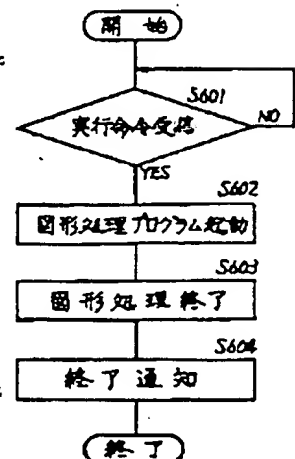 開始
S601
実行命令受信
NO
YES
S602
図形処理プログラム起動
S603
図形処理終了
S604
終了通知
終了